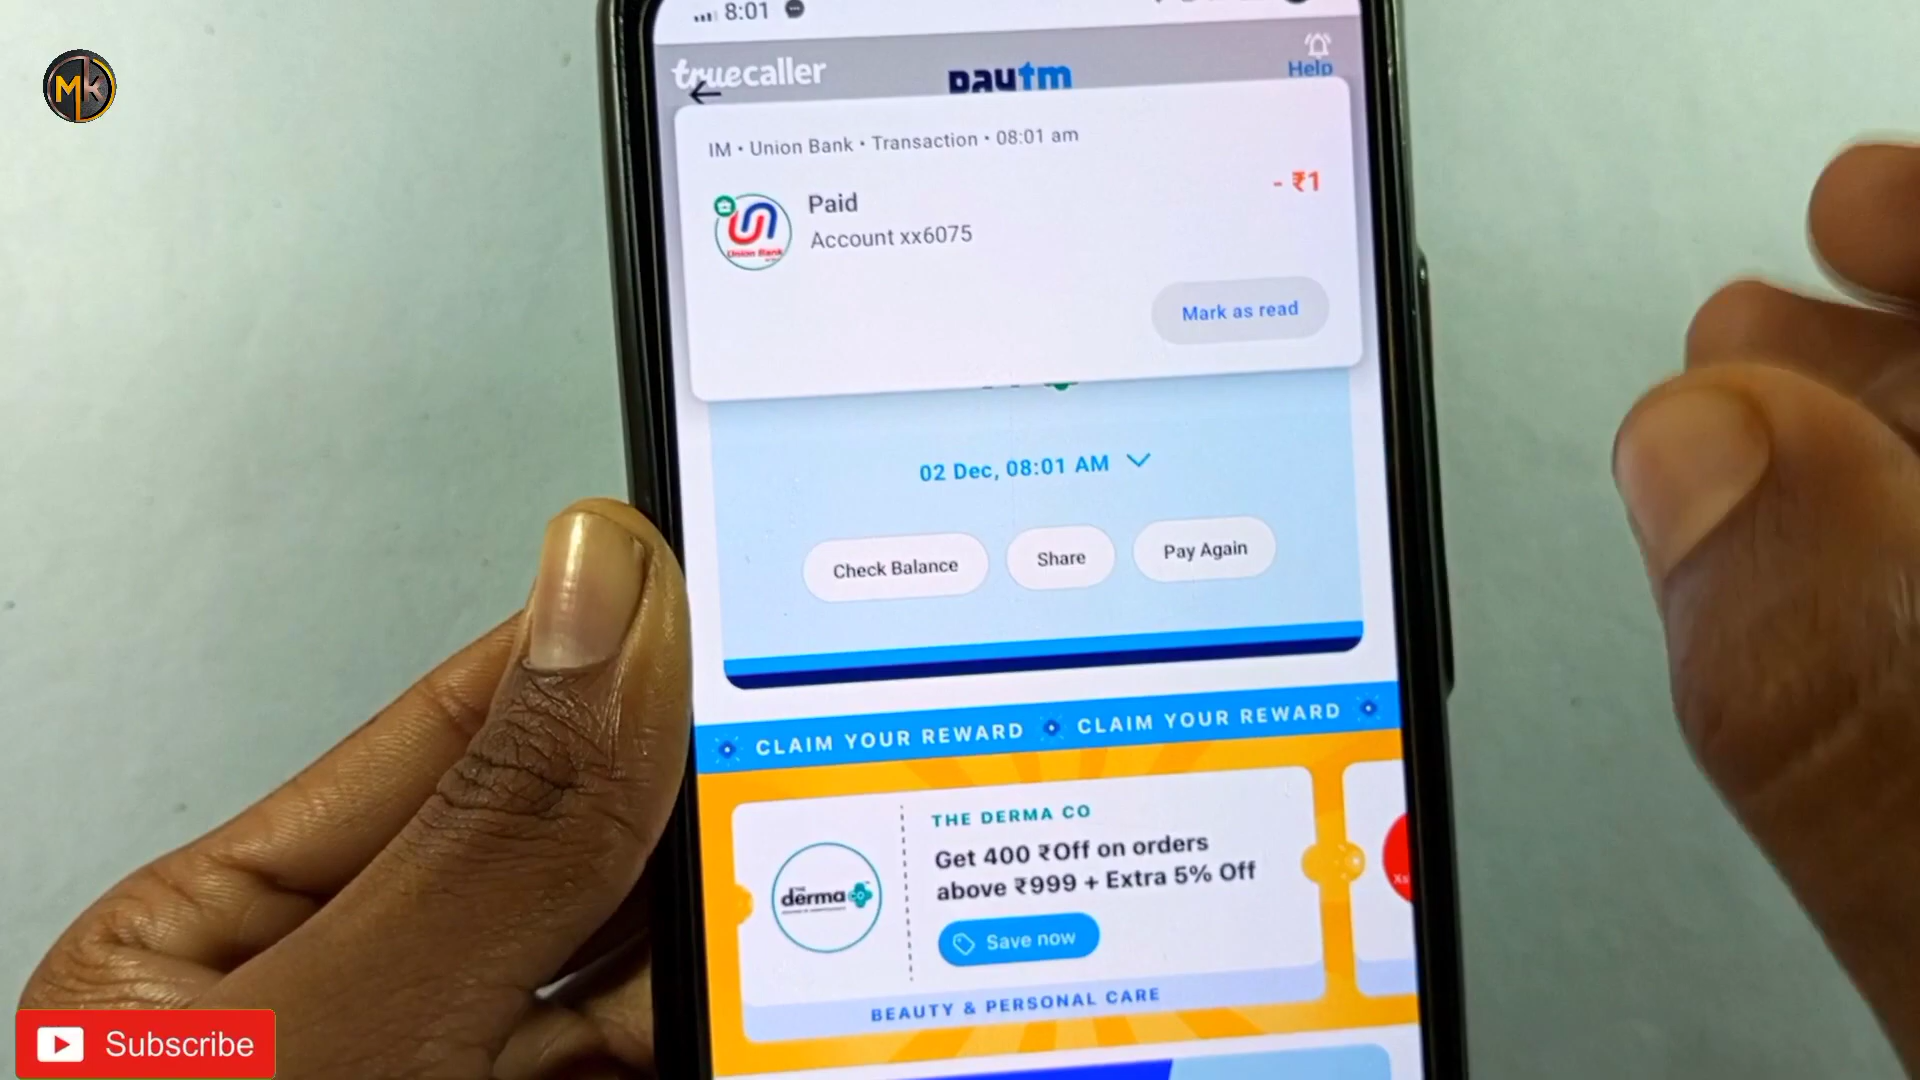 8:01
Mk
truecaller
paytm
Help
IM • Union Bank • Transaction • 08:01 am
Paid
- ₹1
Account xx6075
Union Bank
Mark as read
02 Dec, 08:01 AM
Check Balance
Share
Pay Again
CLAIM YOUR REWARD
CLAIM YOUR REWARD
THE DERMA CO
Get 400 ₹Off on orders
above ₹999 + Extra 5% Off
THE
derma co
Save now
BEAUTY & PERSONAL CARE
Subscribe